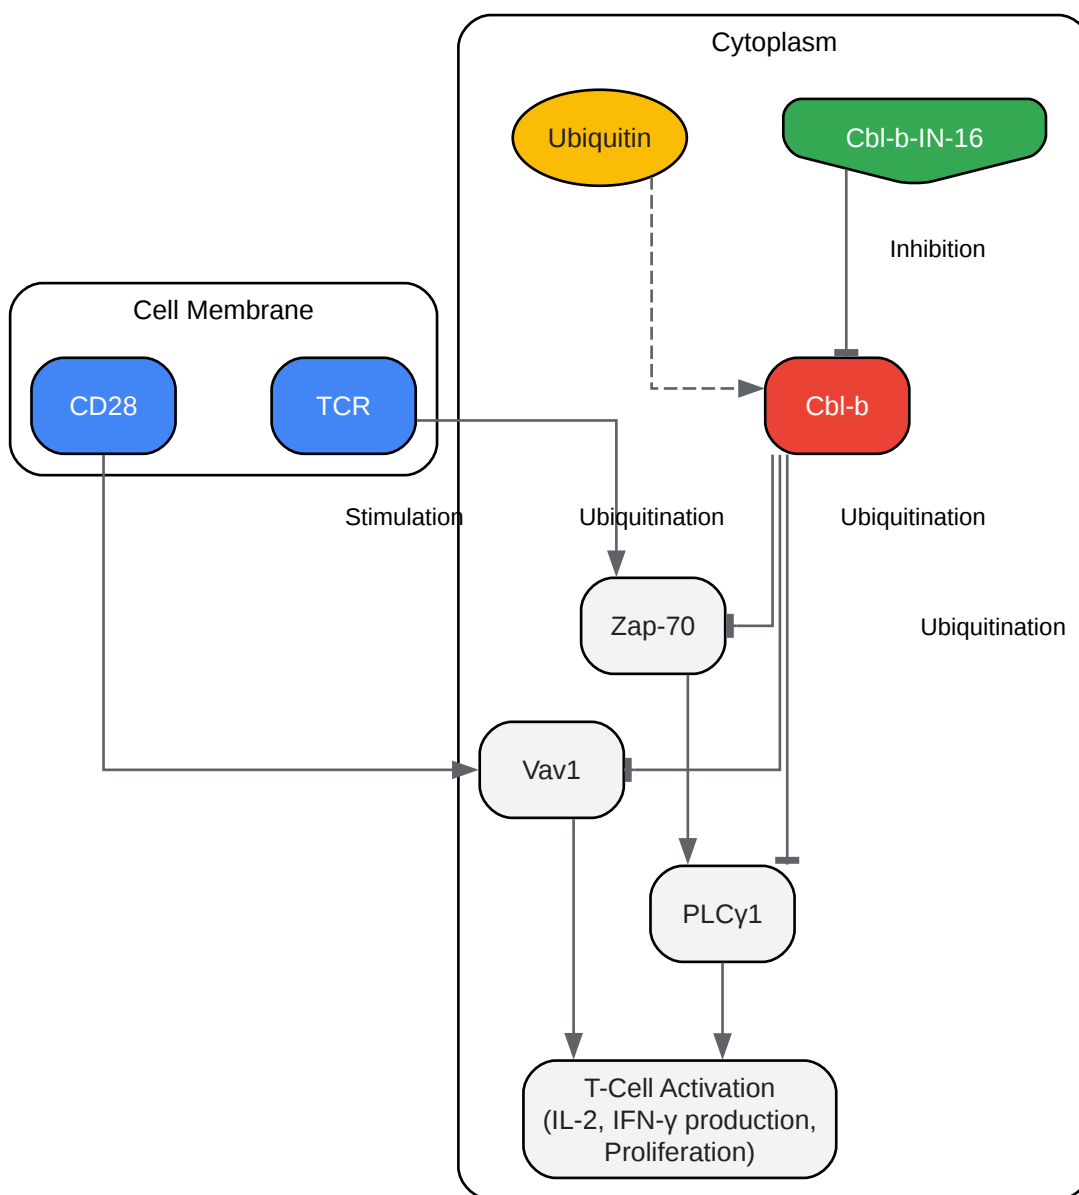 Cytoplasm
Ubiquitin
Cbl-b-IN-16
Inhibition
Cell Membrane
CD28
TCR
Cbl-b
Stimulation
Ubiquitination
Ubiquitination
Zap-70
Ubiquitination
Vav1
PLCγ1
T-Cell Activation
(IL-2, IFN-γ production,
Proliferation)